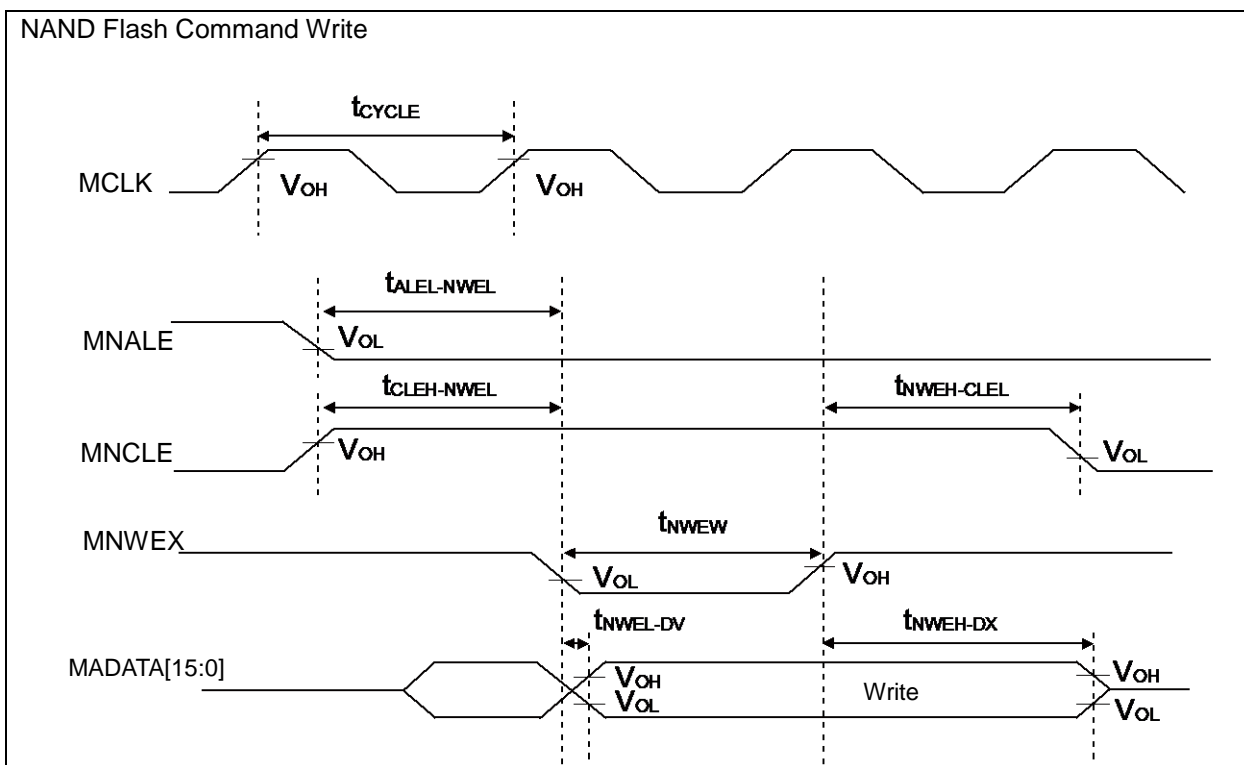 NAND Flash Command Write
tCYCLE
MCLK
VOH
VOH
tALEL-NWEL
MNALE
VOL
tCLEH-NWEL
tNWEH-CLEL
MNCLE
VOH
VOL
tNWEW
MNWEX
VOL
VOH
tNWEL-DV
tNWEH-DX
MADATA[15:0]
VOH
VOL
Write
VOH
VOL